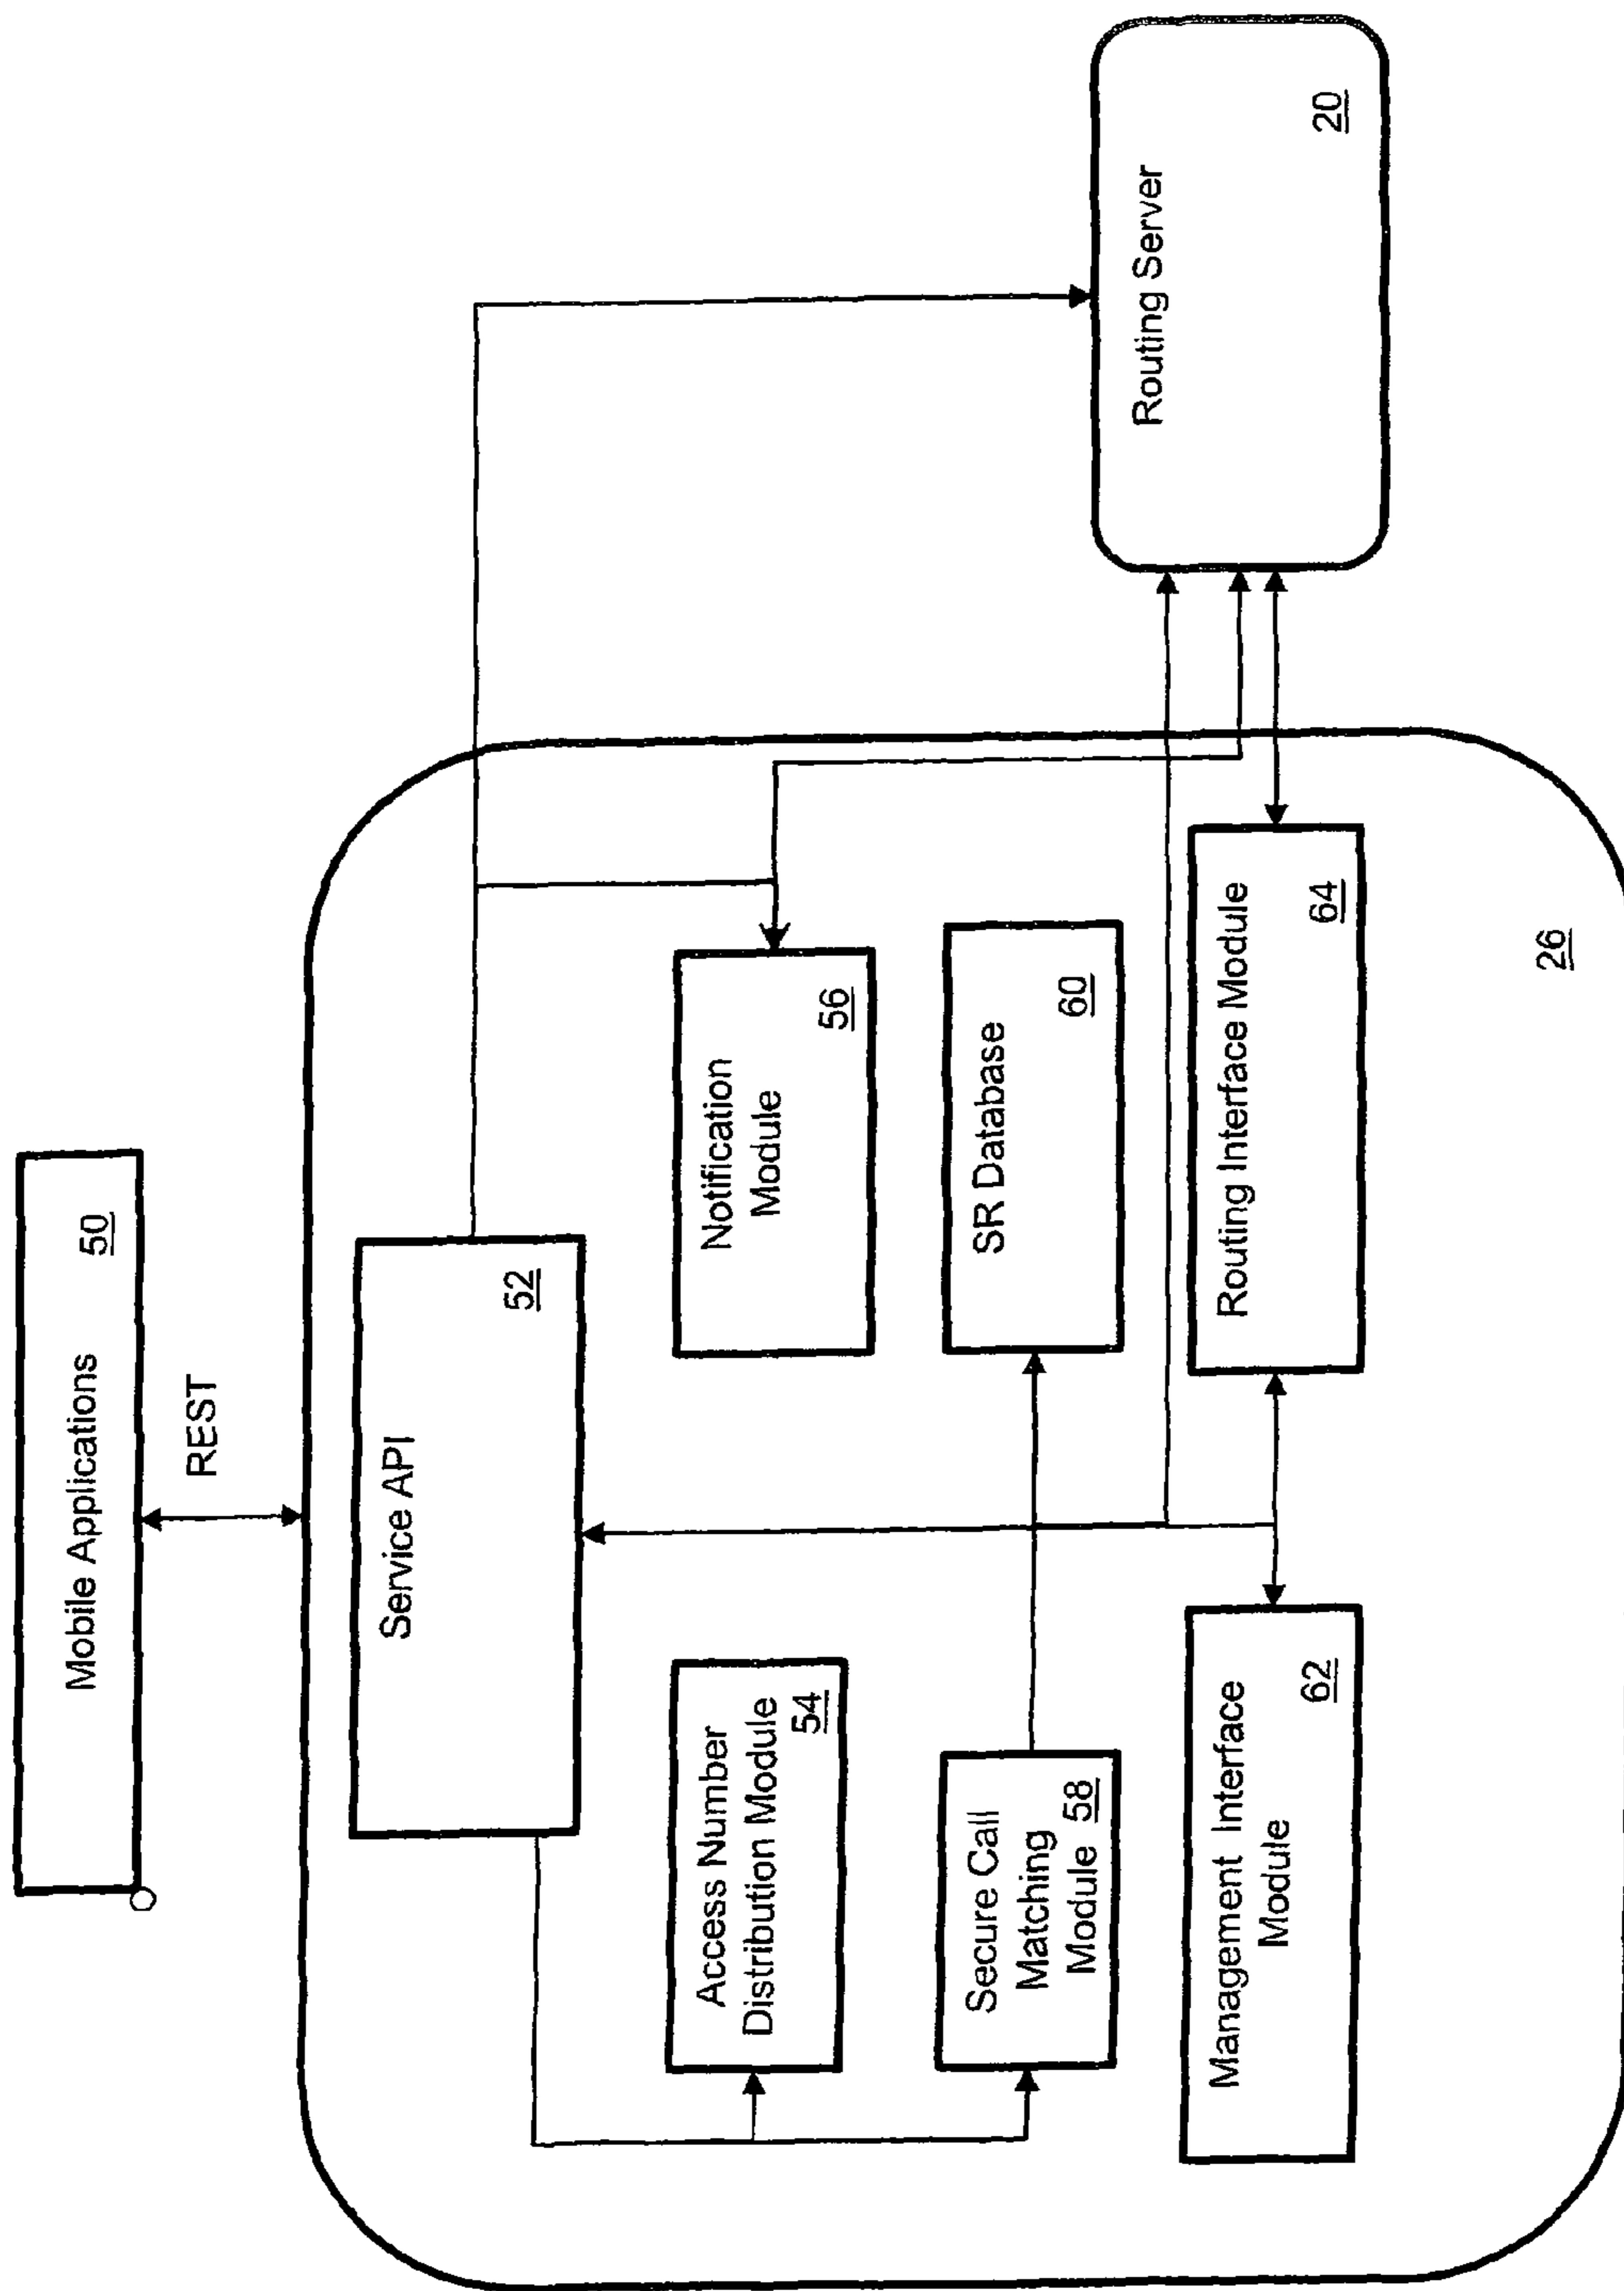 Mobile Applications
50
REST
Service API
52
Access Number
Distribution Module
54
Notification
Module
56
Secure Call
Matching
Module 58
SR Database
60
Management Interface
Module
62
Routing Interface Module
64
26
Routing Server
20